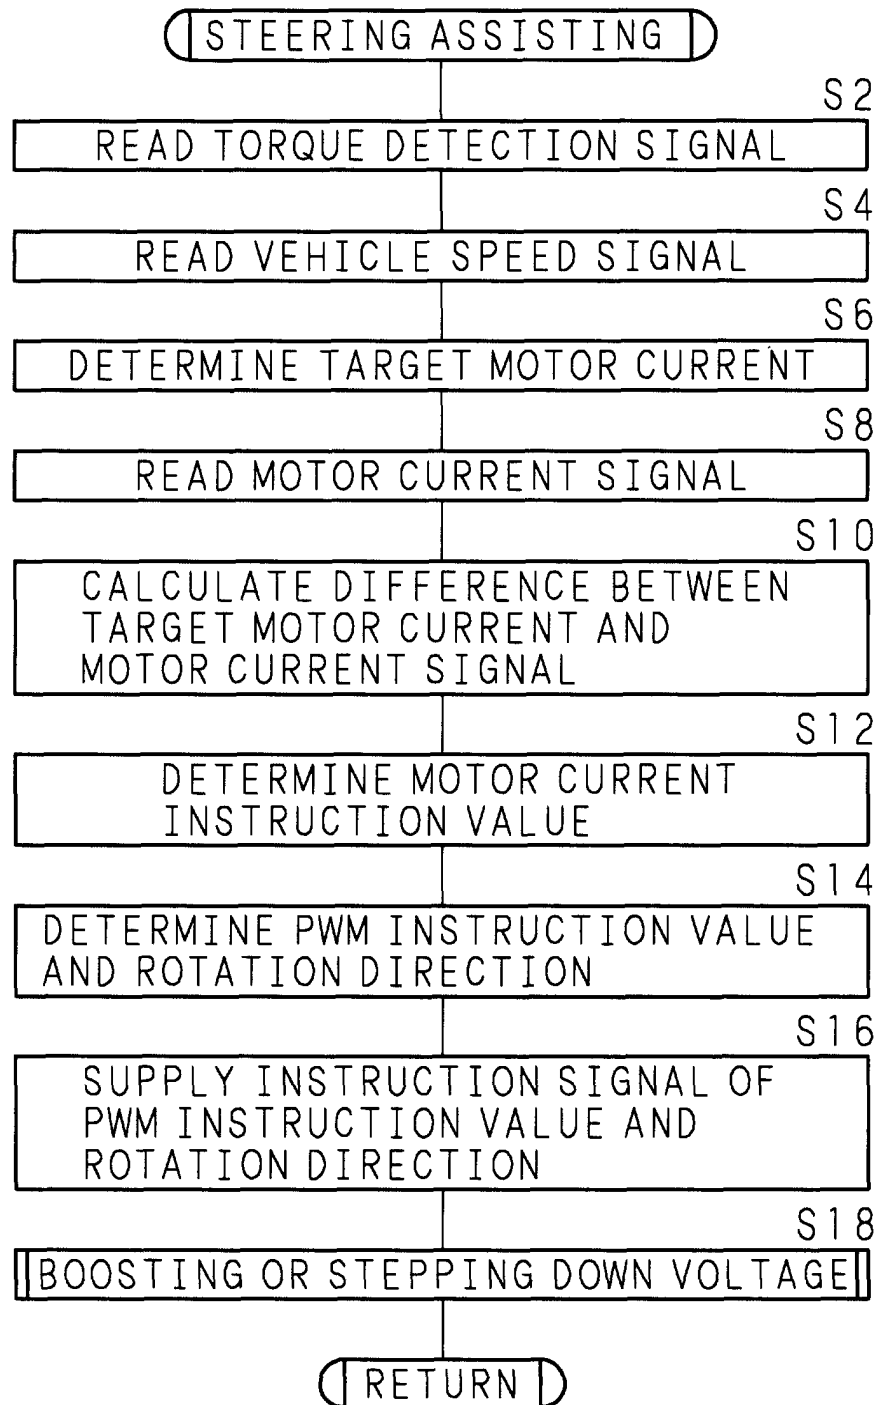 STEERING ASSISTING
S2
READ TORQUE DETECTION SIGNAL
S4
READ VEHICLE SPEED SIGNAL
S6
DETERMINE TARGET MOTOR CURRENT
S8
READ MOTOR CURRENT SIGNAL
S10
CALCULATE DIFFERENCE BETWEEN
TARGET MOTOR CURRENT AND
MOTOR CURRENT SIGNAL
S12
DETERMINE MOTOR CURRENT
INSTRUCTION VALUE
S14
DETERMINE PWM INSTRUCTION VALUE
AND ROTATION DIRECTION
S16
SUPPLY INSTRUCTION SIGNAL OF
PWM INSTRUCTION VALUE AND
ROTATION DIRECTION
S18
BOOSTING OR STEPPING DOWN VOLTAGE
RETURN